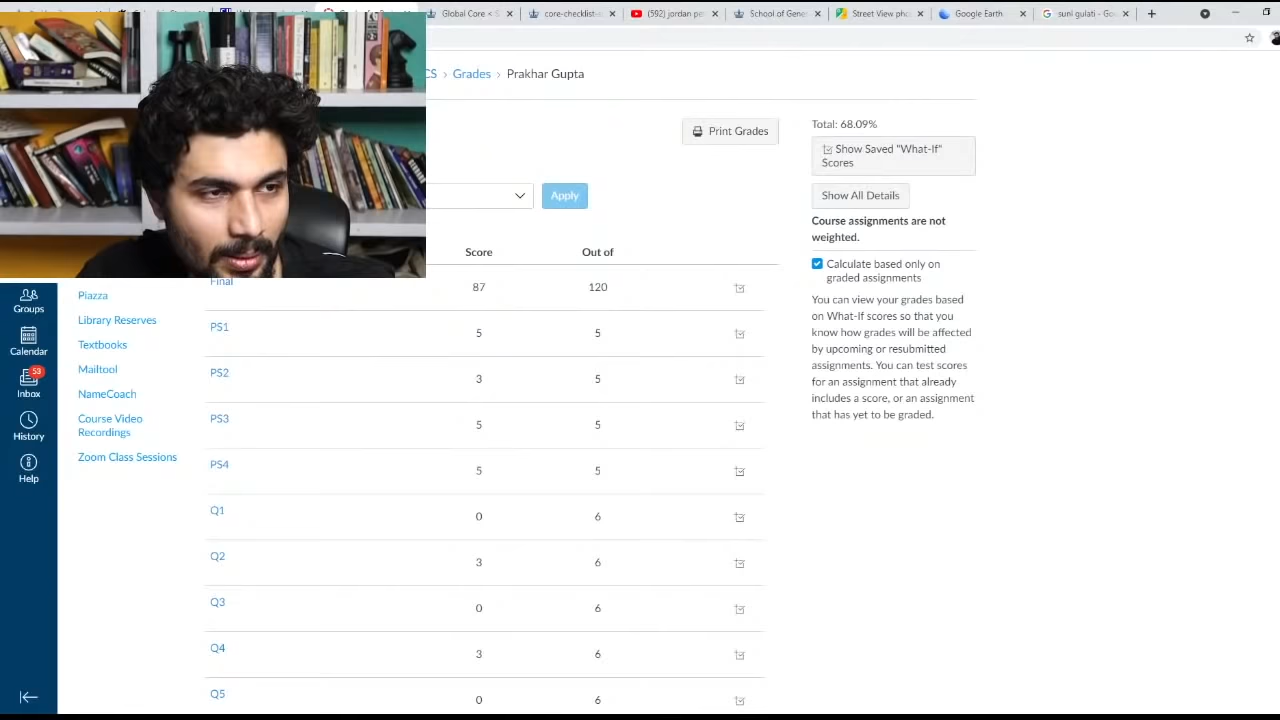 Global Core < S
core-checklist-
(592) jordan pe
School of Gene
Street View pho
Google Earth
suni gulati - Goo
CS › Grades › Prakhar Gupta
Print Grades
Total: 68.09%
Show Saved "What-If"
Scores
Apply
Show All Details
Course assignments are not
weighted.
Score Out of
Calculate based only on
graded assignments
You can view your grades based
on What-If scores so that you
know how grades will be affected
by upcoming or resubmitted
assignments. You can test scores
for an assignment that already
includes a score, or an assignment
that has yet to be graded.
Final 87 120
PS1 5 5
PS2 3 5
PS3 5 5
PS4 5 5
Q1 0 6
Q2 3 6
Q3 0 6
Q4 3 6
Q5 0 6
Piazza
Library Reserves
Textbooks
Mailtool
NameCoach
Course Video
Recordings
Zoom Class Sessions
Groups
Calendar
53
Inbox
History
Help